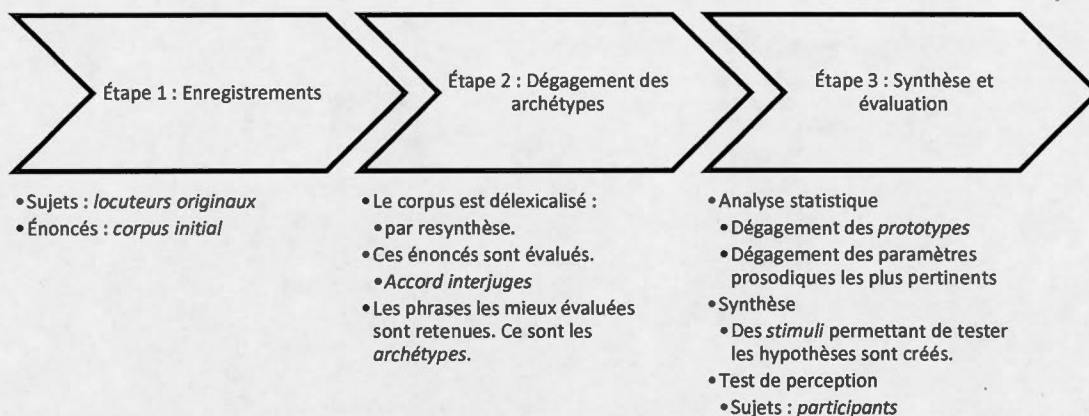 Étape 1 : Enregistrements
•Sujets : locuteurs originaux
•Énoncés : corpus initial
Étape 2 : Dégagement des
archétypes
•Le corpus est délexicalisé :
•par resynthèse.
•Ces énoncés sont évalués.
•Accord interjuges
•Les phrases les mieux évaluées
sont retenues. Ce sont les
archétypes.
Étape 3 : Synthèse et
évaluation
•Analyse statistique
•Dégagement des prototypes
•Dégagement des paramètres
prosodiques les plus pertinents
•Synthèse
•Des stimuli permettant de tester
les hypothèses sont créés.
•Test de perception
•Sujets : participants